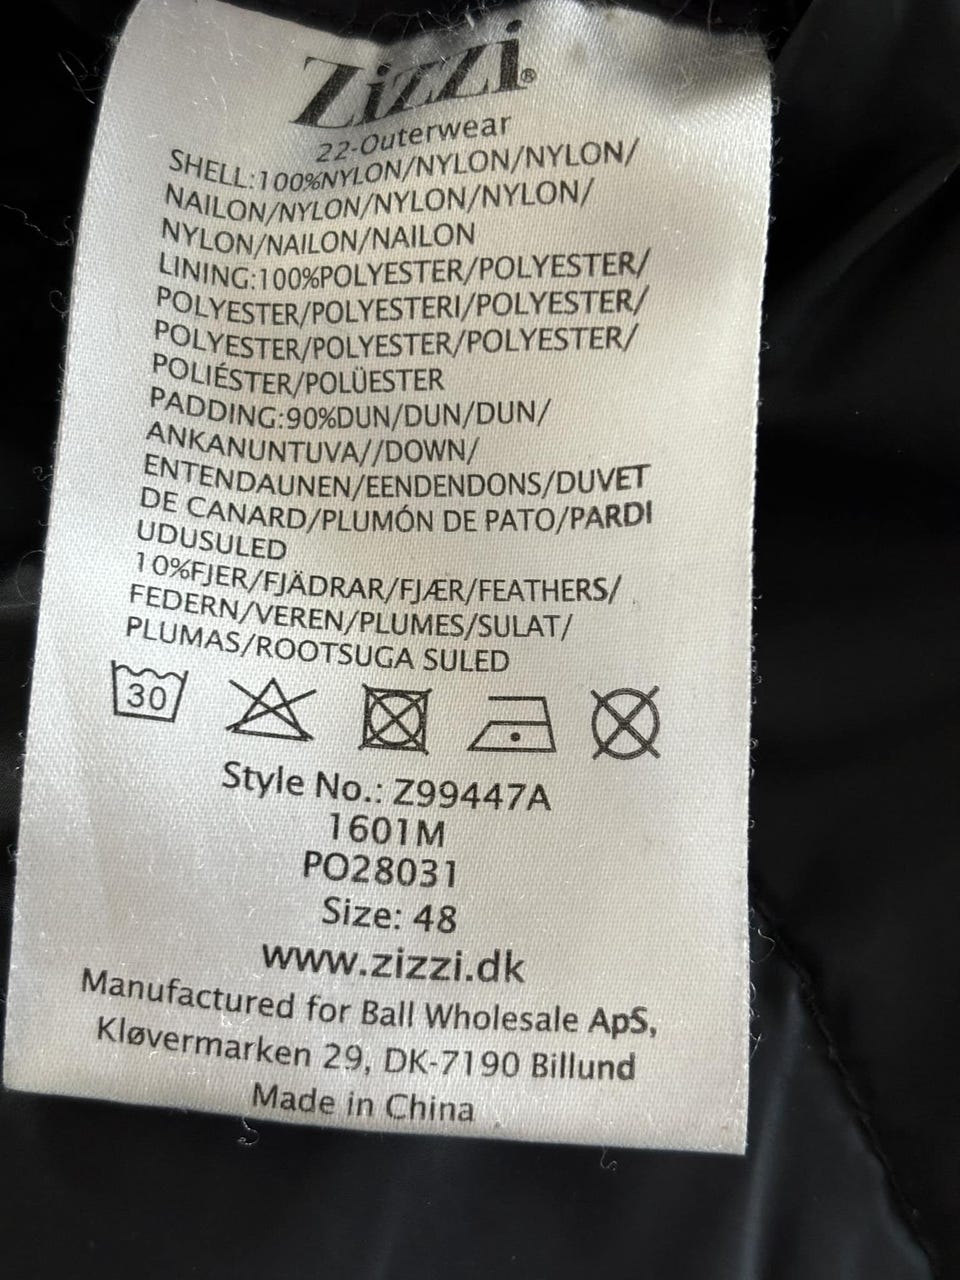 Zizzi®
22-Outerwear
SHELL:100%NYLON/NYLON/NYLON/
NAILON/NYLON/NYLON/NYLON/
NYLON/NAILON/NAILON
LINING:100%POLYESTER/POLYESTER/
POLYESTER/POLYESTERI/POLYESTER/
POLYESTER/POLYESTER/POLYESTER/
POLIÉSTER/POLÜESTER
PADDING:90%DUN/DUN/DUN/
ANKANUNTUVA//DOWN/
ENTENDAUNEN/EENDENDONS/DUVET
DE CANARD/PLUMÓN DE PATO/PARDI
UDUSULED
10%FJER/FJÄDRAR/FJÆR/FEATHERS/
FEDERN/VEREN/PLUMES/SULAT/
PLUMAS/ROOTSUGA SULED
30
Style No.: Z99447A
1601M
PO28031
Size: 48
www.zizzi.dk
Manufactured for Ball Wholesale ApS,
Kløvermarken 29, DK-7190 Billund
Made in China